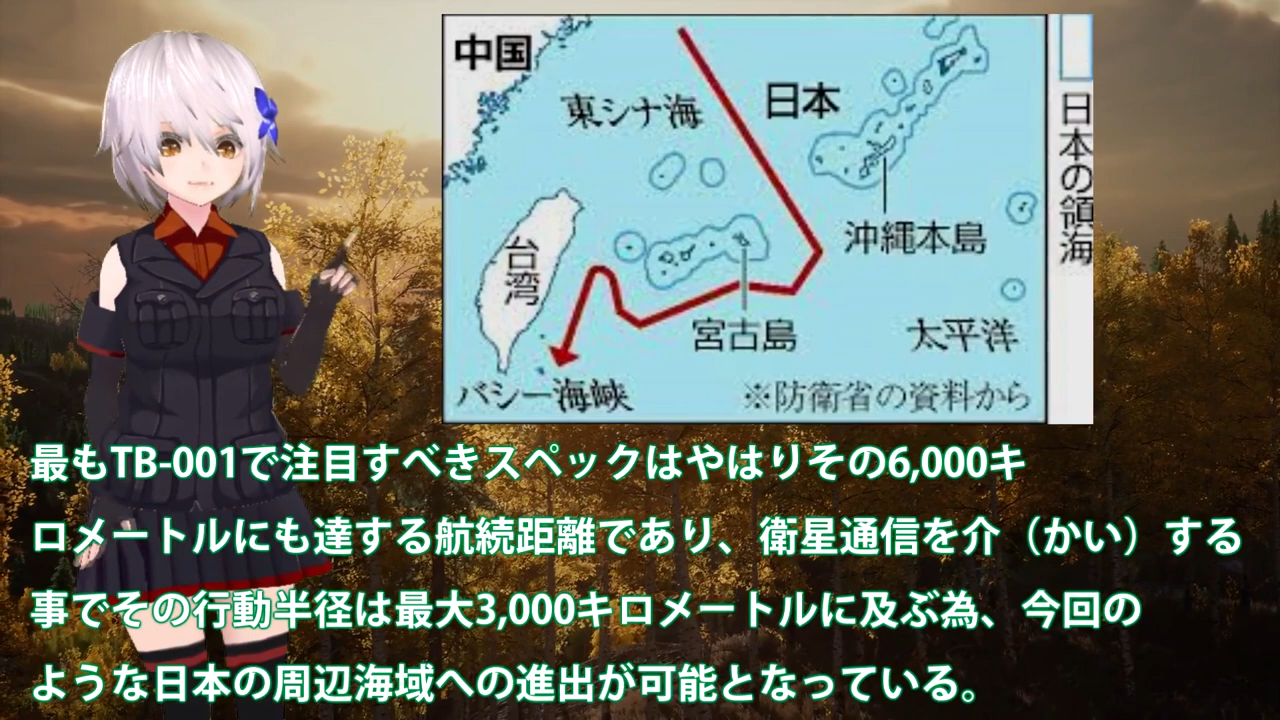 中国
東シナ海
日本
日本の領海
沖縄本島
台湾
宮古島
太平洋
バシー海峡
※防衛省の資料から
最もTB-001で注目すべきスペックはやはりその6,000キ
ロメートルにも達する航続距離であり、衛星通信を介（かい）する
事でその行動半径は最大3,000キロメートルに及ぶ為、今回の
ような日本の周辺海域への進出が可能となっている。